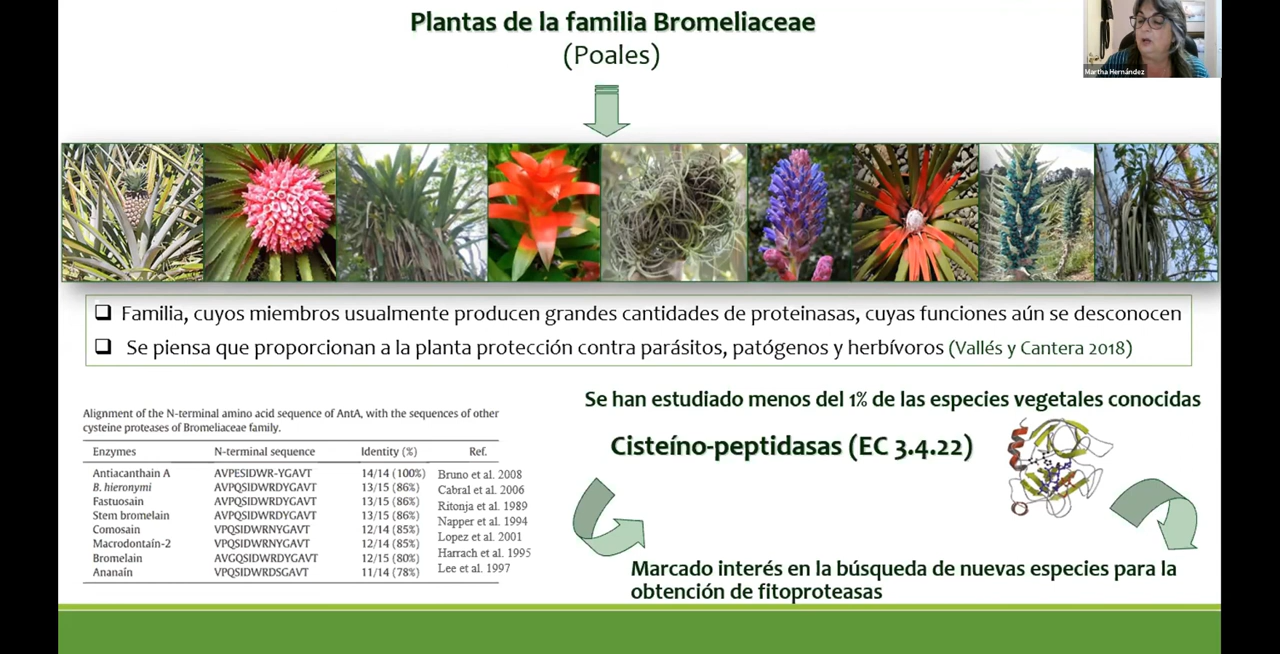 Plantas de la familia Bromeliaceae
(Poales)
Martha Hernández
Familia, cuyos miembros usualmente producen grandes cantidades de proteinasas, cuyas funciones aún se desconocen
Se piensa que proporcionan a la planta protección contra parásitos, patógenos y herbívoros (Vallés y Cantera 2018)
Alignment of the N-terminal amino acid sequence of AntA, with the sequences of other
cysteine proteases of Bromeliaceae family.
Enzymes N-terminal sequence Identity (%) Ref.
Antiacanthain A AVPESIDWR-YGAVT 14/14 (100%) Bruno et al. 2008
B. hieronymi AVPQSIDWRDYGAVT 13/15 (86%) Cabral et al. 2006
Fastuosain AVPQSIDWRDYGAVT 13/15 (86%) Ritonja et al. 1989
Stem bromelain AVPQSIDWRDYGAVT 13/15 (86%) Napper et al. 1994
Comosain VPQSIDWRNYGAVT 12/14 (85%) Lopez et al. 2001
Macrodontaín-2 VPQSIDWRNYGAVT 12/14 (85%) Harrach et al. 1995
Bromelain AVGQSIDWRDYGAVT 12/15 (80%) Lee et al. 1997
Ananaín VPQSIDWRDSGAVT 11/14 (78%)
Se han estudiado menos del 1% de las especies vegetales conocidas
Cisteíno-peptidasas (EC 3.4.22)
Marcado interés en la búsqueda de nuevas especies para la
obtención de fitoproteasas